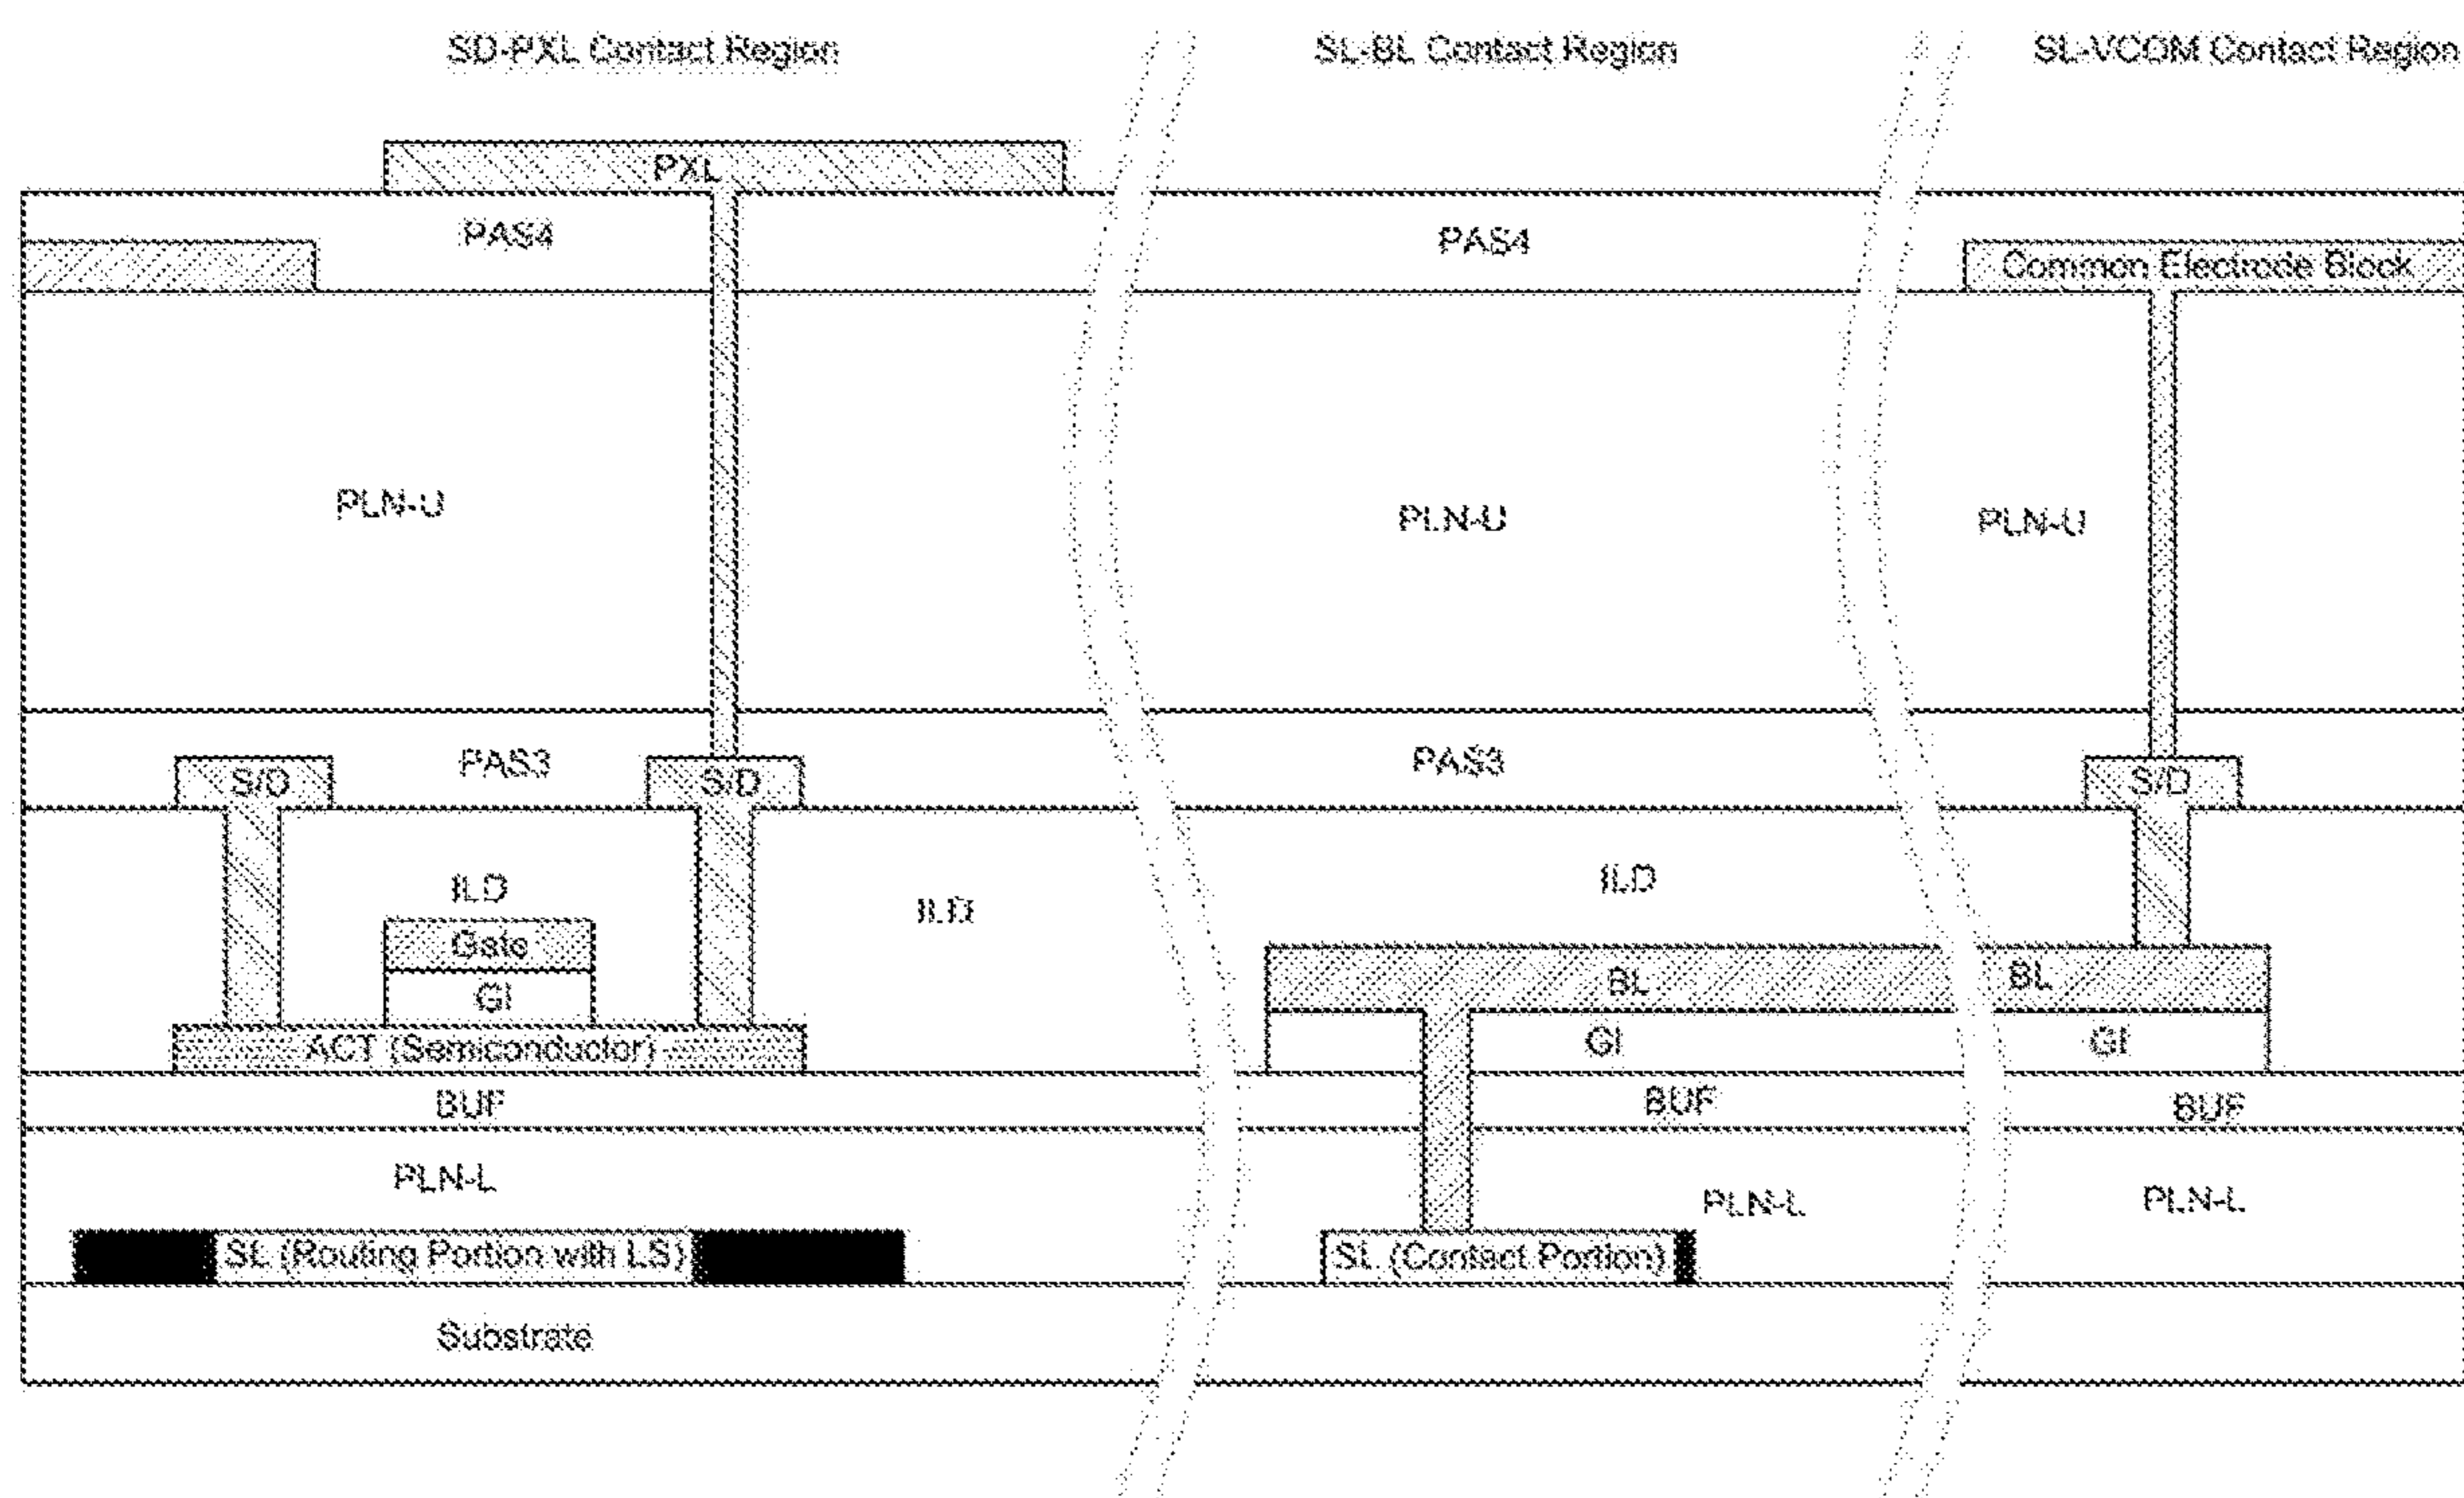 SD-PXL Contact Region
SL-BL Contact Region
SL-VCOM Contact Region
PXL
PAS4
PAS4
Common Electrode Block
PLN-U
PLN-U
PLN-U
PAS3
PAS3
S/D
S/D
S/D
ILD
ILD
ILD
Gate
GI
BL
BL
GI
GI
ACT (Semiconductor)
BUF
BUF
BUF
PLN-L
PLN-L
PLN-L
SL (Routing Portion with LS)
SL (Contact Portion)
Substrate